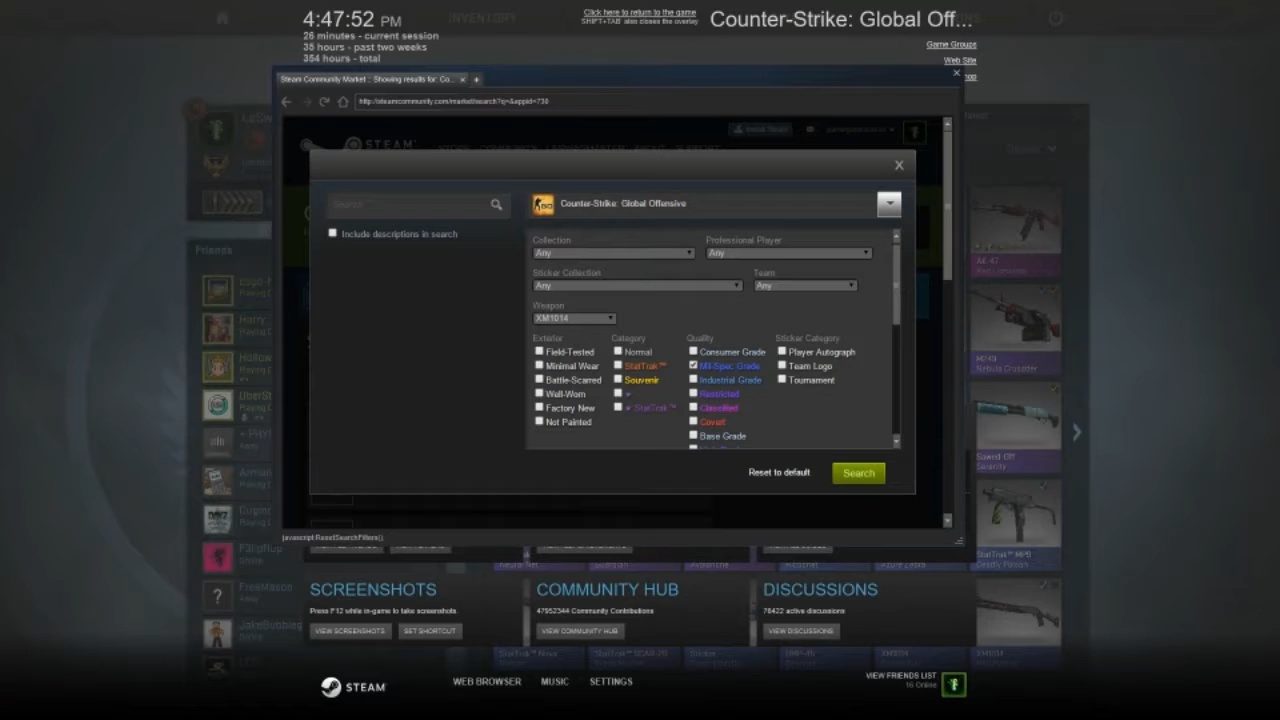 4:47:52 PM
INVENTORY
Click here to return to the game
SHIFT+TAB also closes the overlay
Counter-Strike: Global Off...
26 minutes - current session
35 hours - past two weeks
354 hours - total
Game Groups
Web Site
Steam Community Market :: Showing results for: Co...
http://steamcommunity.com/market/search?q=&appid=730
STEAM
Search
Counter-Strike: Global Offensive
Include descriptions in search
Collection
Professional Player
Any
Any
Sticker Collection
Team
Any
Any
Weapon
XM1014
Exterior
Category
Quality
Sticker Category
Field-Tested
Normal
Consumer Grade
Player Autograph
Minimal Wear
StatTrak™
Mil-Spec Grade
Team Logo
Battle-Scarred
Souvenir
Industrial Grade
Tournament
Well-Worn
★
Restricted
Factory New
★ StatTrak™
Classified
Not Painted
Covert
Base Grade
Reset to default
Search
Friends
AK-47
M249
Nebula Crusader
Sawed-Off
Serenity
StatTrak™ MP9
Deadly Poison
XM1014
javascript:ResetSearchFilters()
SCREENSHOTS
Press F12 while in-game to take screenshots.
VIEW SCREENSHOTS
SET SHORTCUT
COMMUNITY HUB
47952344 Community Contributions
VIEW COMMUNITY HUB
DISCUSSIONS
76422 active discussions
VIEW DISCUSSIONS
FreeMason
STEAM
WEB BROWSER
MUSIC
SETTINGS
VIEW FRIENDS LIST
16 Online